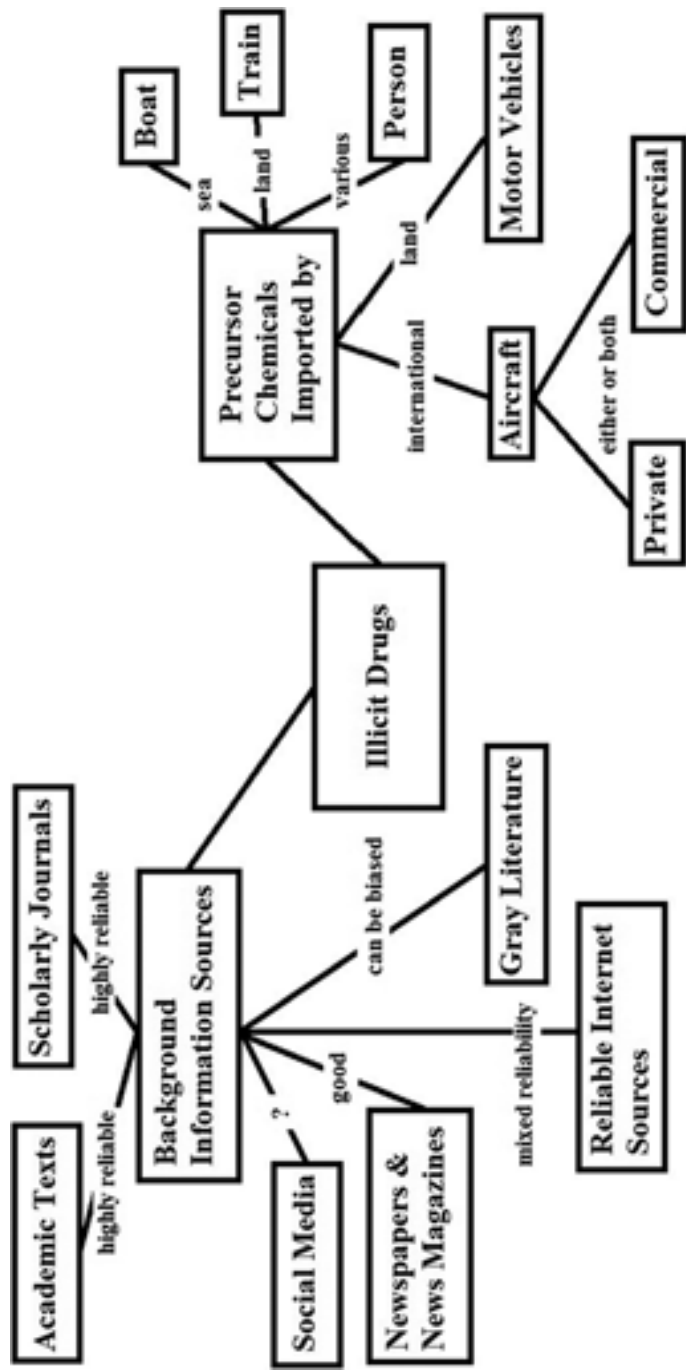 Academic Texts
Scholarly Journals
highly reliable
highly reliable
Background
Information Sources
?
good
mixed reliability
can be biased
Social Media
Newspapers &
News Magazines
Reliable Internet
Sources
Gray Literature
Illicit Drugs
Precursor
Chemicals
Imported by
sea
land
various
Boat
Train
Person
international
land
Aircraft
Motor Vehicles
either or both
Private
Commercial